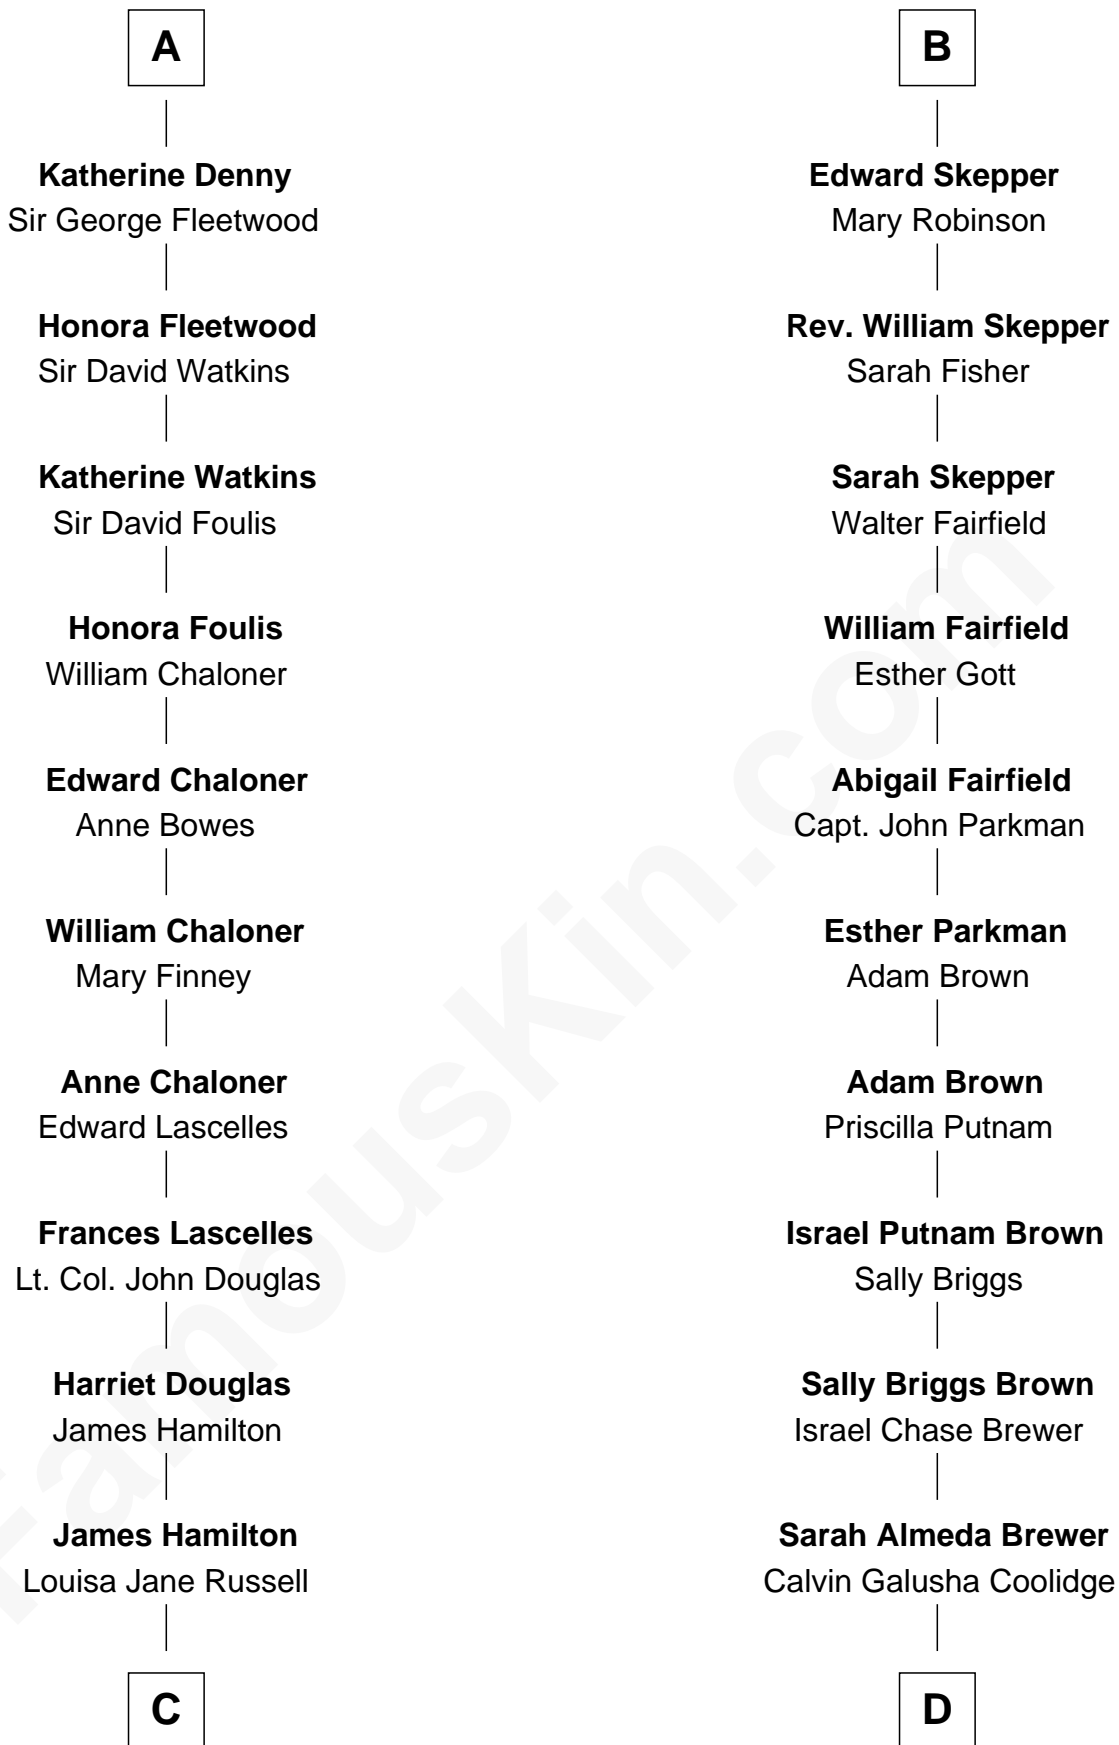 A
Katherine Denny
Sir George Fleetwood
Honora Fleetwood
Sir David Watkins
Katherine Watkins
Sir David Foulis
Honora Foulis
William Chaloner
Edward Chaloner
Anne Bowes
William Chaloner
Mary Finney
Anne Chaloner
Edward Lascelles
Frances Lascelles
Lt. Col. John Douglas
Harriet Douglas
James Hamilton
James Hamilton
Louisa Jane Russell
C
B
Edward Skepper
Mary Robinson
Rev. William Skepper
Sarah Fisher
Sarah Skepper
Walter Fairfield
William Fairfield
Esther Gott
Abigail Fairfield
Capt. John Parkman
Esther Parkman
Adam Brown
Adam Brown
Priscilla Putnam
Israel Putnam Brown
Sally Briggs
Sally Briggs Brown
Israel Chase Brewer
Sarah Almeda Brewer
Calvin Galusha Coolidge
D
FamousKin.com